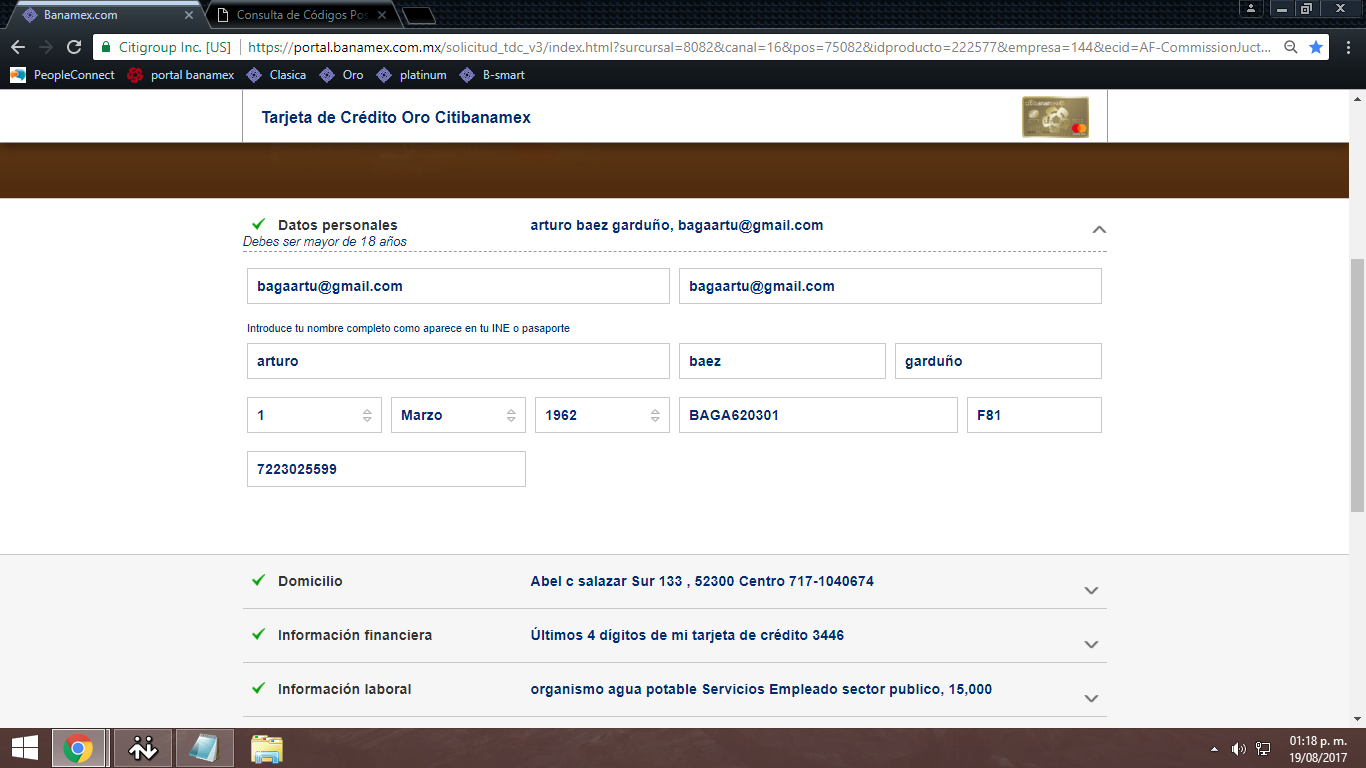 Banamex.com
Consulta de Códigos Pos
Citigroup Inc. [US] https://portal.banamex.com.mx/solicitud_tdc_v3/index.html?surcursal=8082&canal=16&pos=75082&idproducto=222577&empresa=144&ecid=AF-CommissionJuct...
PeopleConnect portal banamex Clasica Oro platinum B-smart
Tarjeta de Crédito Oro Citibanamex
Datos personales arturo baez garduño, bagaartu@gmail.com
Debes ser mayor de 18 años
bagaartu@gmail.com bagaartu@gmail.com
Introduce tu nombre completo como aparece en tu INE o pasaporte
arturo baez garduño
1 Marzo 1962 BAGA620301 F81
7223025599
Domicilio Abel c salazar Sur 133 , 52300 Centro 717-1040674
Información financiera Últimos 4 dígitos de mi tarjeta de crédito 3446
Información laboral organismo agua potable Servicios Empleado sector publico, 15,000
01:18 p. m.
19/08/2017